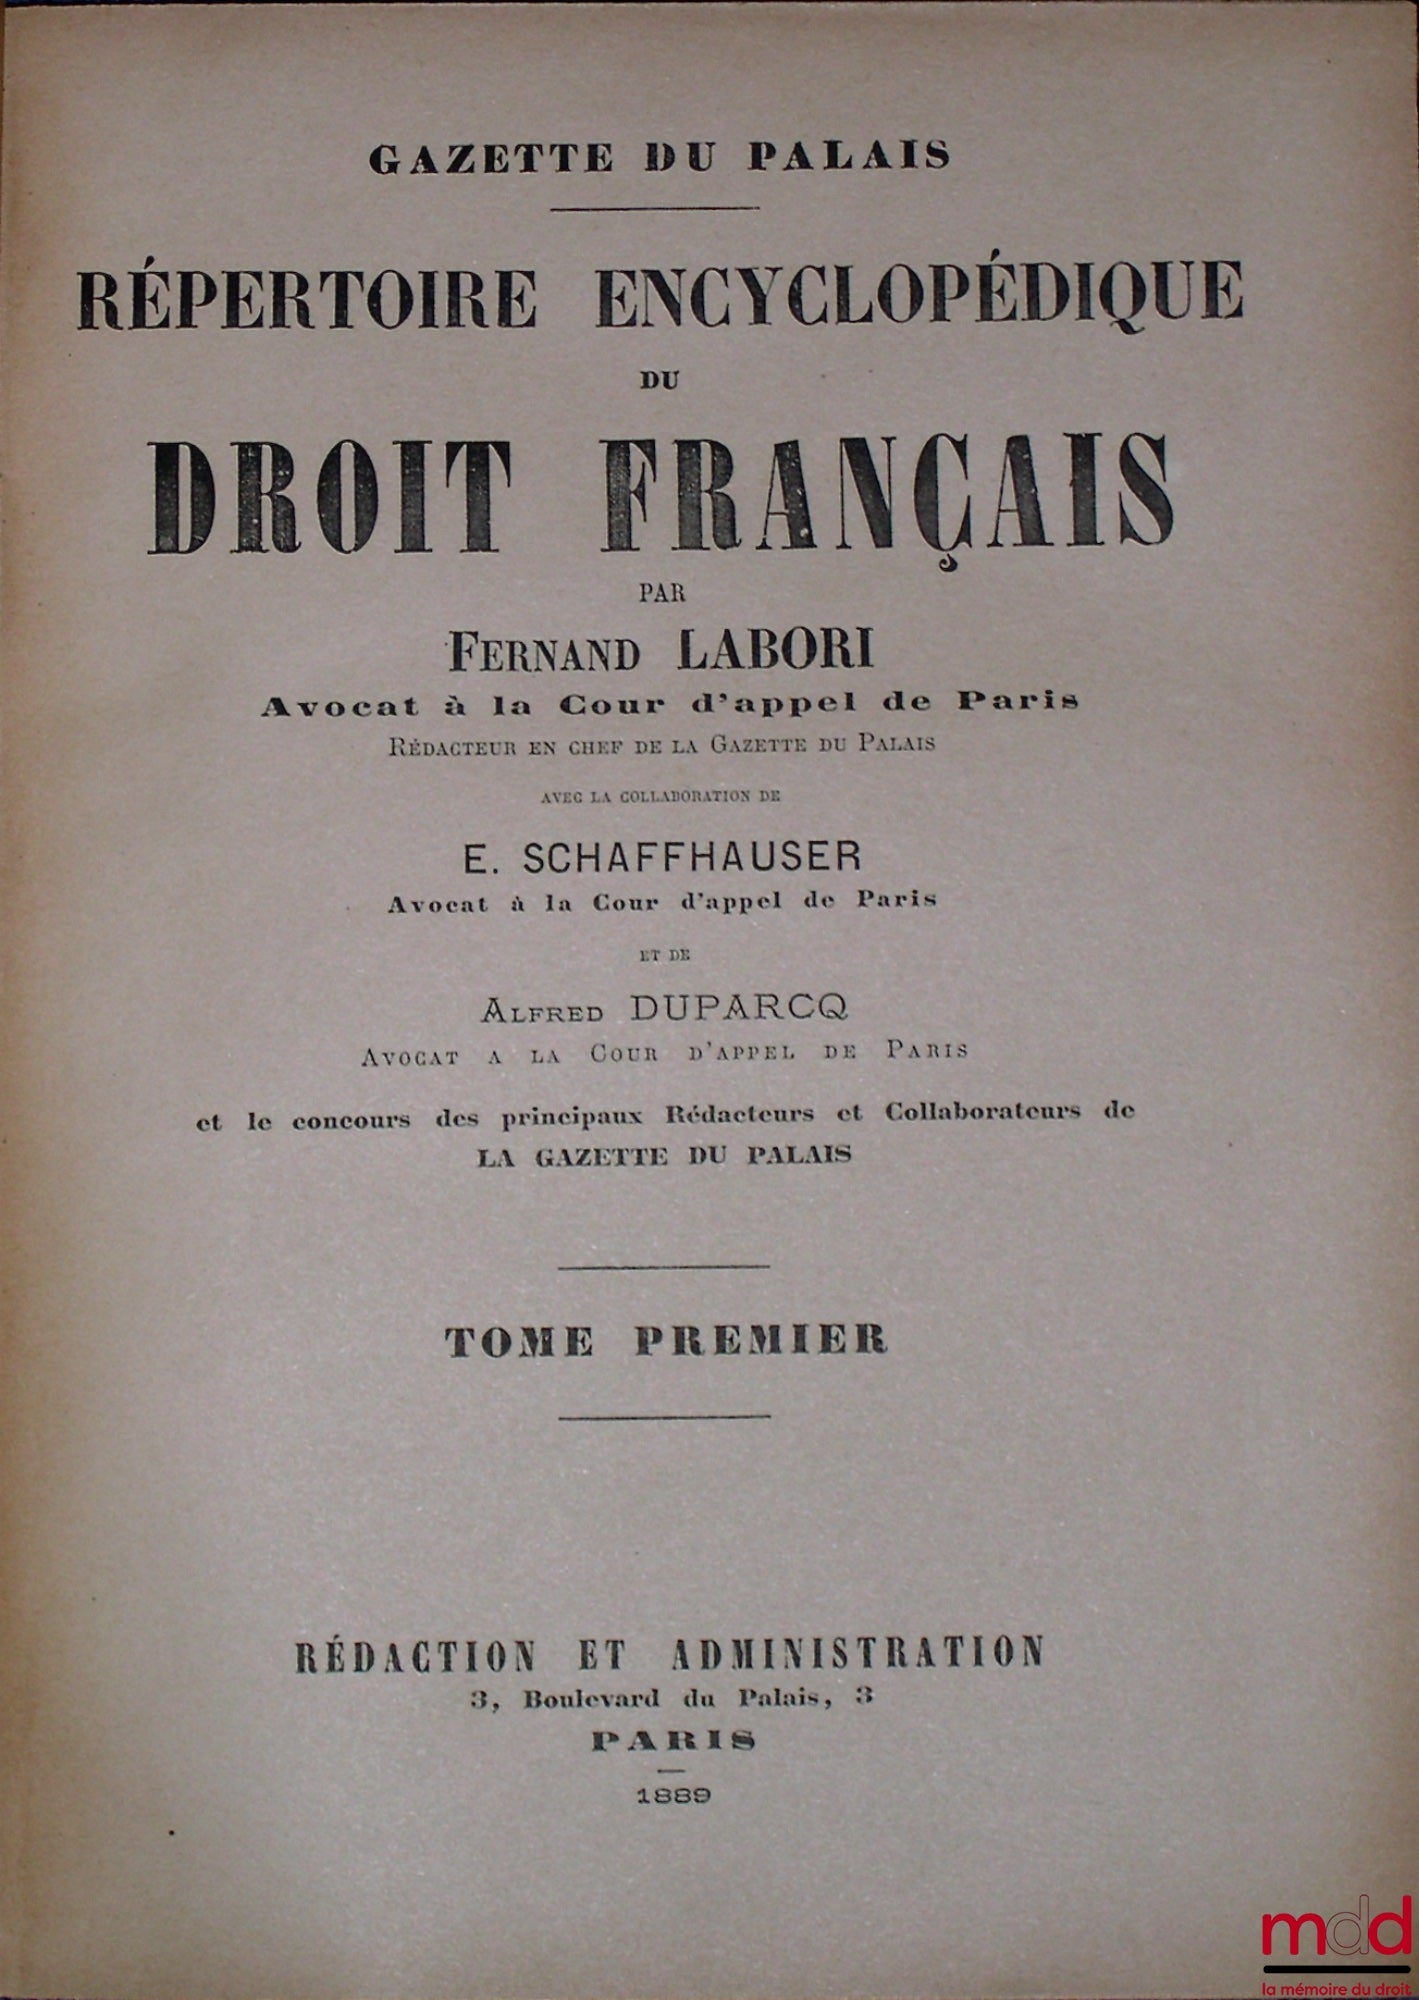 GAZETTE DU PALAIS
RÉPERTOIRE ENCYCLOPÉDIQUE
DU
DROIT FRANÇAIS
PAR
FERNAND LABORI
Avocat à la Cour d'appel de Paris
RÉDACTEUR EN CHEF DE LA GAZETTE DU PALAIS
AVEC LA COLLABORATION DE
E. SCHAFFHAUSER
Avocat à la Cour d'appel de Paris
ET DE
ALFRED DUPARCQ
AVOCAT A LA COUR D'APPEL DE PARIS
et le concours des principaux Rédacteurs et Collaborateurs de
LA GAZETTE DU PALAIS
TOME PREMIER
RÉDACTION ET ADMINISTRATION
3, Boulevard du Palais, 3
PARIS
1889
mdd
la mémoire du droit